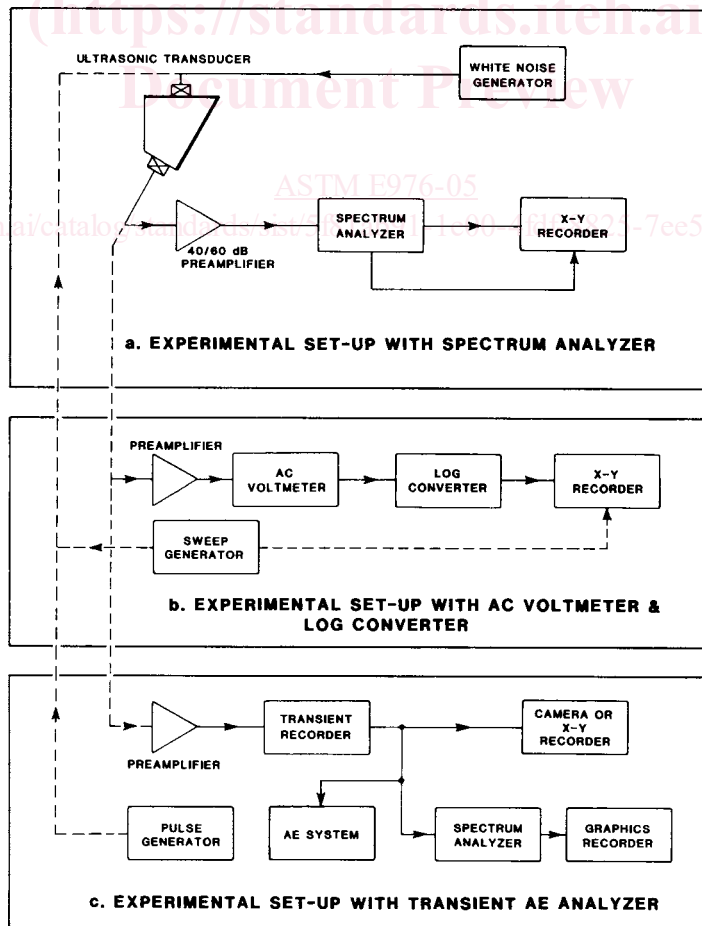 (https://standards.iteh.ai
Document Preview
ULTRASONIC TRANSDUCER
WHITE NOISE
GENERATOR
ASTM E976-05
40/60 dB
PREAMPLIFIER
SPECTRUM
ANALYZER
X-Y
RECORDER
a. EXPERIMENTAL SET-UP WITH SPECTRUM ANALYZER
PREAMPLIFIER
AC
VOLTMETER
LOG
CONVERTER
X-Y
RECORDER
SWEEP
GENERATOR
b. EXPERIMENTAL SET-UP WITH AC VOLTMETER &
LOG CONVERTER
PREAMPLIFIER
TRANSIENT
RECORDER
CAMERA OR
X-Y
RECORDER
PULSE
GENERATOR
AE SYSTEM
SPECTRUM
ANALYZER
GRAPHICS
RECORDER
c. EXPERIMENTAL SET-UP WITH TRANSIENT AE ANALYZER